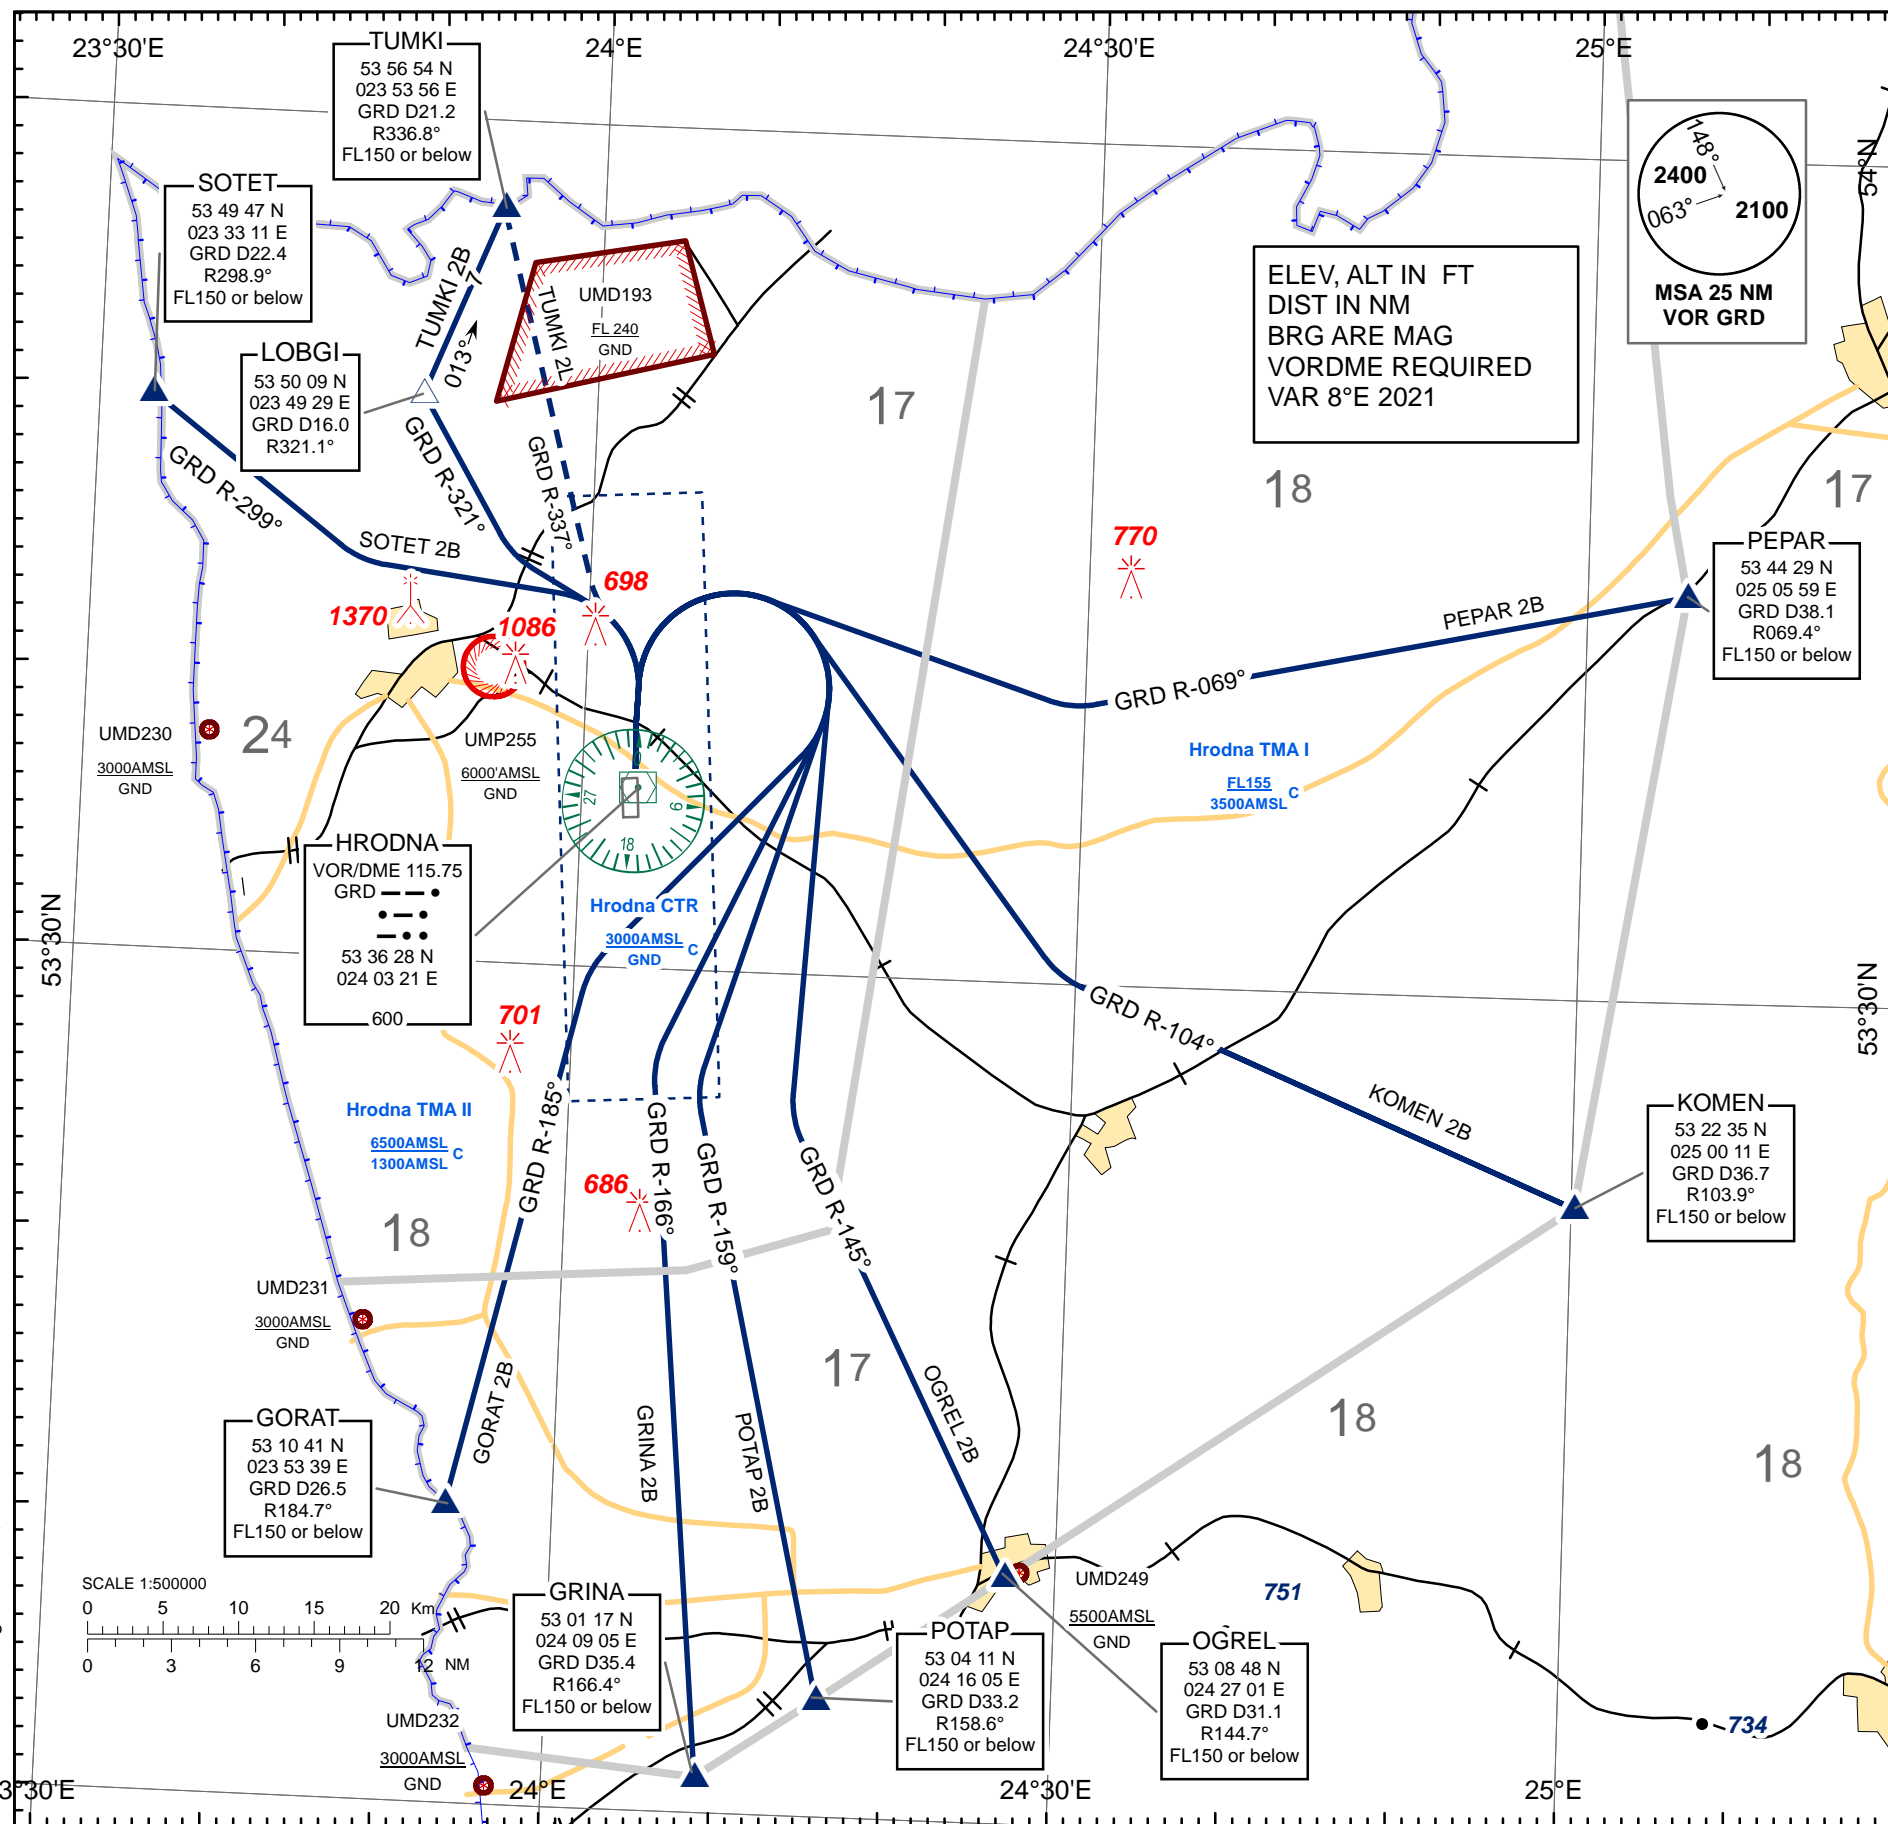 23°30'E
24°E
24°30'E
25°E
TUMKI
53 56 54 N
023 53 56 E
GRD D21.2
R336.8°
FL150 or below
SOTET
53 49 47 N
023 33 11 E
GRD D22.4
R298.9°
FL150 or below
LOBGI
53 50 09 N
023 49 29 E
GRD D16.0
R321.1°
TUMKI 2B
7
013°
TUMKI 2L
UMD193
FL 240
GND
148°
2400
063°
2100
MSA 25 NM
VOR GRD
54°N
ELEV, ALT IN FT
DIST IN NM
BRG ARE MAG
VORDME REQUIRED
VAR 8°E 2021
17
18
17
GRD R-299°
GRD R-321°
GRD R-337°
SOTET 2B
1370
1086
698
770
PEPAR
53 44 29 N
025 05 59 E
GRD D38.1
R069.4°
FL150 or below
PEPAR 2B
GRD R-069°
UMD230
3000AMSL
GND
24
UMP255
6000'AMSL
GND
27
0
9
18
Hrodna TMA I
FL155
3500AMSL
C
HRODNA
VOR/DME 115.75
GRD
53 36 28 N
024 03 21 E
600
Hrodna CTR
3000AMSL
GND
C
53°30'N
53°30'N
701
GRD R-104°
KOMEN 2B
KOMEN
53 22 35 N
025 00 11 E
GRD D36.7
R103.9°
FL150 or below
Hrodna TMA II
6500AMSL
1300AMSL
C
GRD R-185°
GRD R-166°
GRD R-159°
GRD R-145°
686
18
UMD231
3000AMSL
GND
17
18
18
GORAT
53 10 41 N
023 53 39 E
GRD D26.5
R184.7°
FL150 or below
GORAT 2B
GRINA 2B
POTAP 2B
OGREL 2B
SCALE 1:500000
0 5 10 15 20 Km
0 3 6 9 12 NM
GRINA
53 01 17 N
024 09 05 E
GRD D35.4
R166.4°
FL150 or below
UMD249
5500AMSL
GND
751
POTAP
53 04 11 N
024 16 05 E
GRD D33.2
R158.6°
FL150 or below
OGREL
53 08 48 N
024 27 01 E
GRD D31.1
R144.7°
FL150 or below
734
UMD232
3000AMSL
GND
3°30'E
24°E
24°30'E
25°E